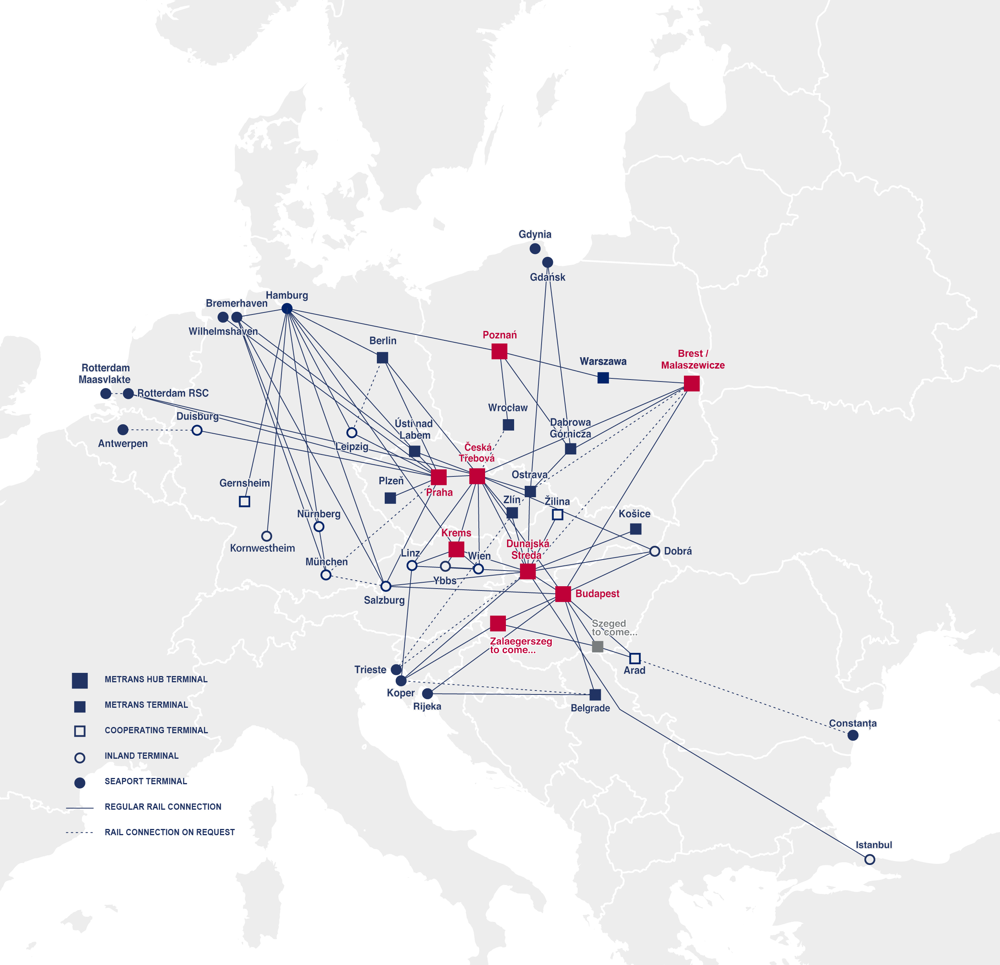 Gdynia
Gdańsk
Hamburg
Bremerhaven
Wilhelmshaven
Berlin
Poznań
Brest /
Malaszewicze
Warszawa
Rotterdam
Maasvlakte
Rotterdam RSC
Duisburg
Antwerpen
Wrocław
Ústí nad
Labem
Dąbrowa
Górnicza
Leipzig
Česká
Třebová
Ostrava
Plzeň
Praha
Gernsheim
Zlín
Žilina
Nürnberg
Košice
Krems
Kornwestheim
Dunajská
Streda
Linz
Wien
Dobrá
München
Ybbs
Salzburg
Budapest
Szeged
to come...
Zalaegerszeg
to come...
Trieste
Arad
Koper
Rijeka
Belgrade
Constanța
Istanbul
METRANS HUB TERMINAL
METRANS TERMINAL
COOPERATING TERMINAL
INLAND TERMINAL
SEAPORT TERMINAL
REGULAR RAIL CONNECTION
RAIL CONNECTION ON REQUEST